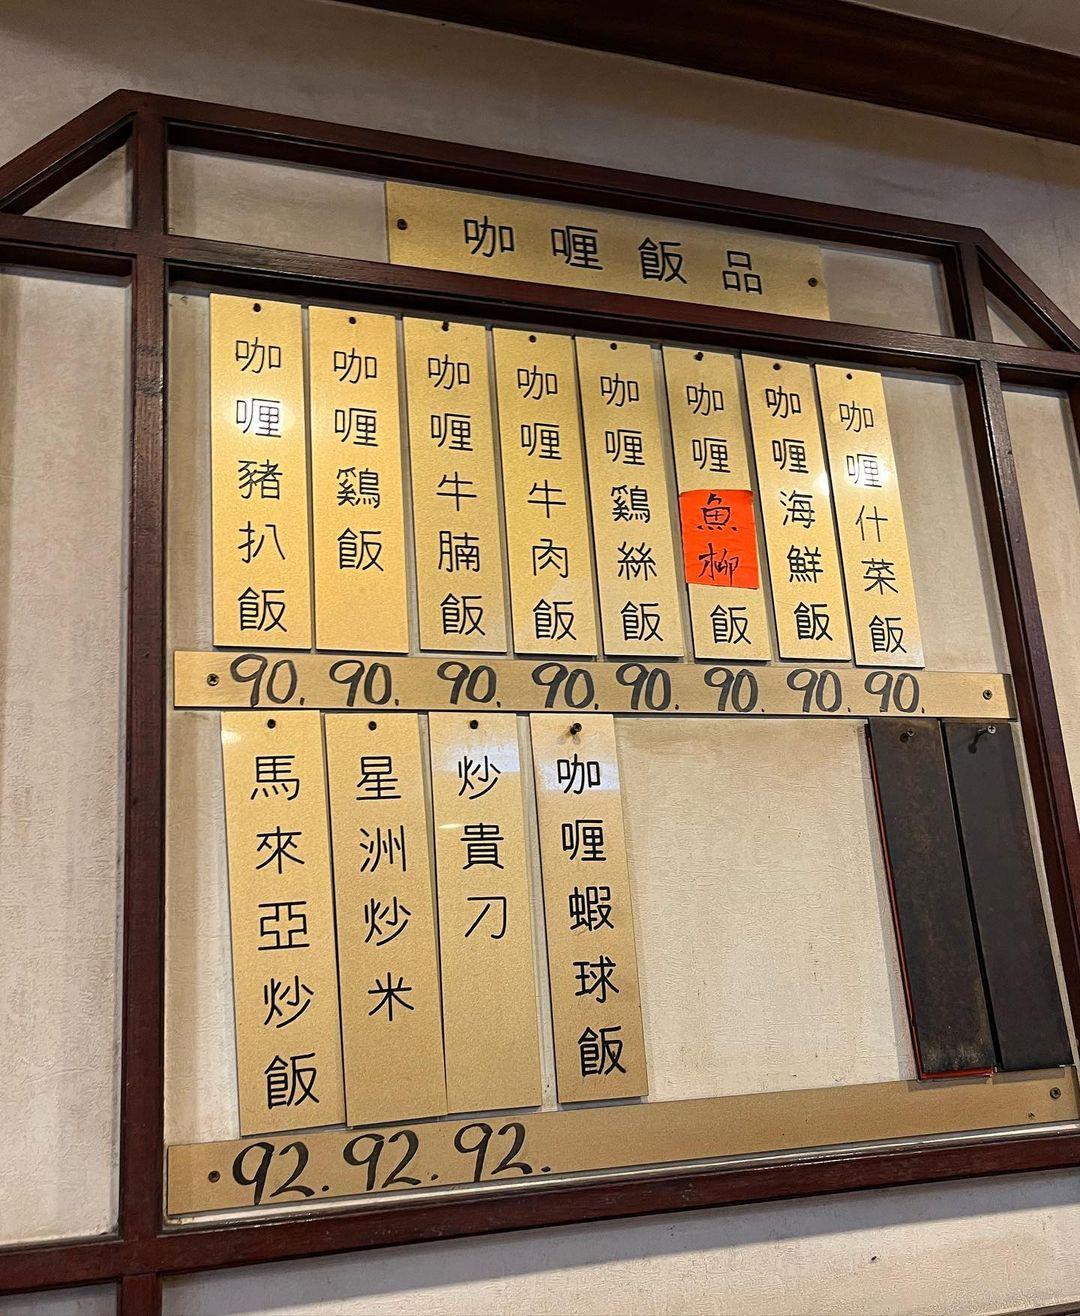 咖喱飯品
咖喱豬扒飯
咖喱鷄飯
咖喱牛腩飯
咖喱牛肉飯
咖喱鷄絲飯
咖喱魚柳飯
咖喱海鮮飯
咖喱什菜飯
90. 90. 90. 90. 90. 90. 90. 90.
馬來亞炒飯
星洲炒米
炒貴刀
咖喱蝦球飯
92. 92. 92.